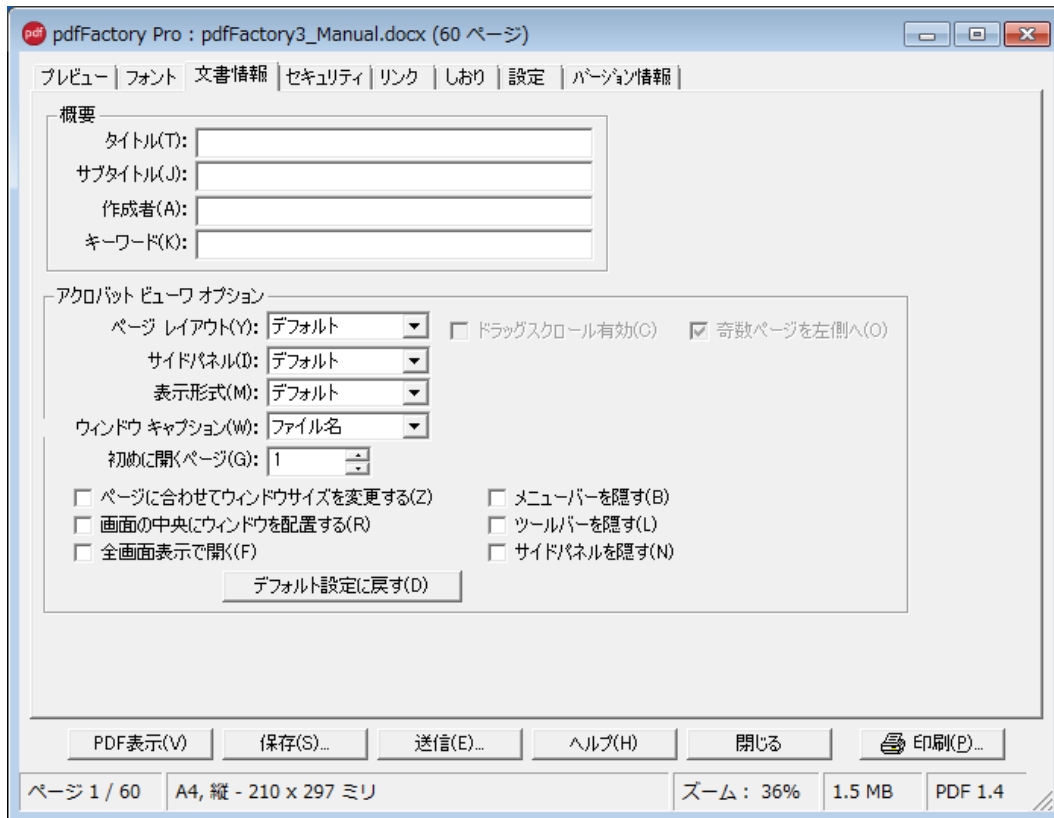 pdf pdfFactory Pro : pdfFactory3_Manual.docx (60 ページ)
プレビュー フォント 文書情報 セキュリティ リンク しおり 設定 バージョン情報
概要
タイトル(T):
サブタイトル(J):
作成者(A):
キーワード(K):
アクロバット ビューワ オプション
ページ レイアウト(Y): デフォルト ドラッグスクロール有効(C) 奇数ページを左側へ(O)
サイドパネル(I): デフォルト
表示形式(M): デフォルト
ウィンドウ キャプション(W): ファイル名
初めに開くページ(G): 1
ページに合わせてウィンドウサイズを変更する(Z) メニューバーを隠す(B)
画面の中央にウィンドウを配置する(R) ツールバーを隠す(L)
全画面表示で開く(F) サイドパネルを隠す(N)
デフォルト設定に戻す(D)
PDF表示(V) 保存(S)... 送信(E)... ヘルプ(H) 閉じる 印刷(P)...
ページ 1 / 60 A4, 縦 - 210 x 297 ミリ ズーム : 36% 1.5 MB PDF 1.4